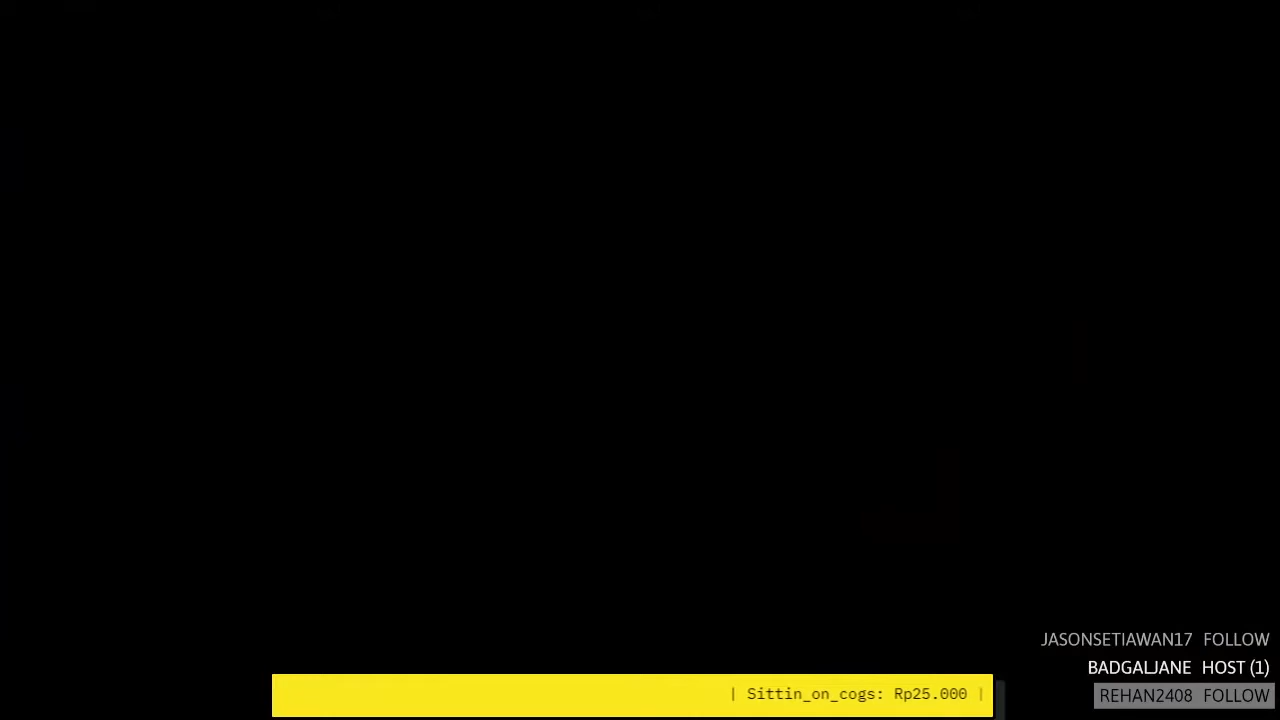 JASONSETIAWAN17 FOLLOW
BADGALJANE HOST (1)
| Sittin_on_cogs: Rp25.000 |
REHAN2408 FOLLOW